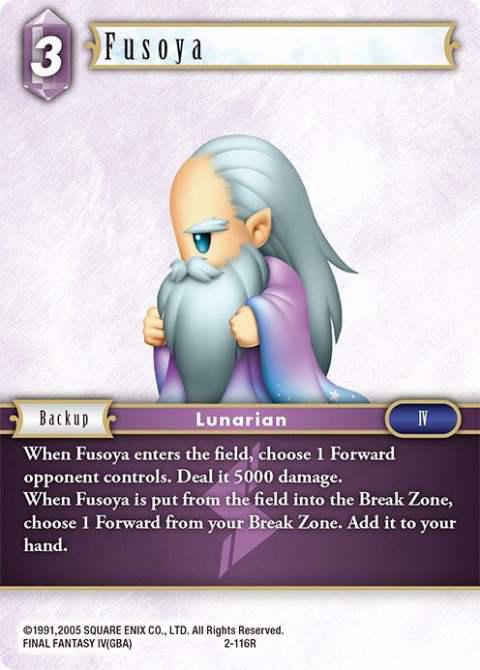 3
Fusoya
Backup
Lunarian
IV
When Fusoya enters the field, choose 1 Forward
opponent controls. Deal it 5000 damage.
When Fusoya is put from the field into the Break Zone,
choose 1 Forward from your Break Zone. Add it to your
hand.
©1991,2005 SQUARE ENIX CO., LTD. All Rights Reserved.
FINAL FANTASY IV(GBA)
2-116R